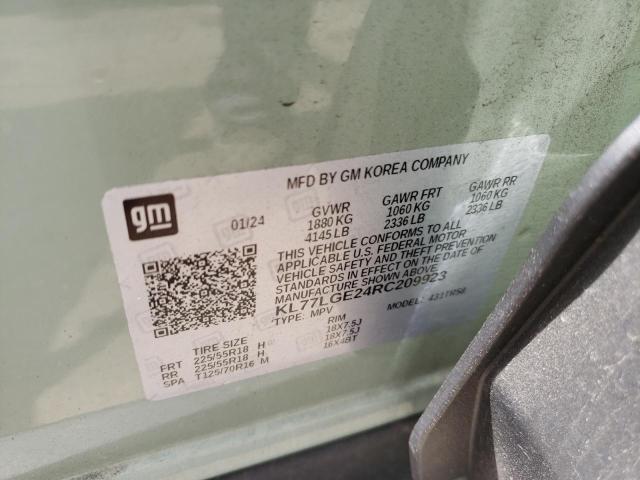 MFD BY GM KOREA COMPANY
gm
01/24
GVWR GAWR FRT GAWR RR
1880 KG 1060 KG 1060 KG
4145 LB 2336 LB 2336 LB
THIS VEHICLE CONFORMS TO ALL
APPLICABLE U.S. FEDERAL MOTOR
VEHICLE SAFETY AND THEFT PREVENTION
STANDARDS IN EFFECT ON THE DATE OF
MANUFACTURE SHOWN ABOVE.
KL77LGE24RC209923
TYPE: MPV MODEL: 431TR58
TIRE SIZE RIM
FRT 225/55R18 H 18X7.5J
RR 225/55R18 H 18X7.5J
SPA T125/70R16 M 16X4BT